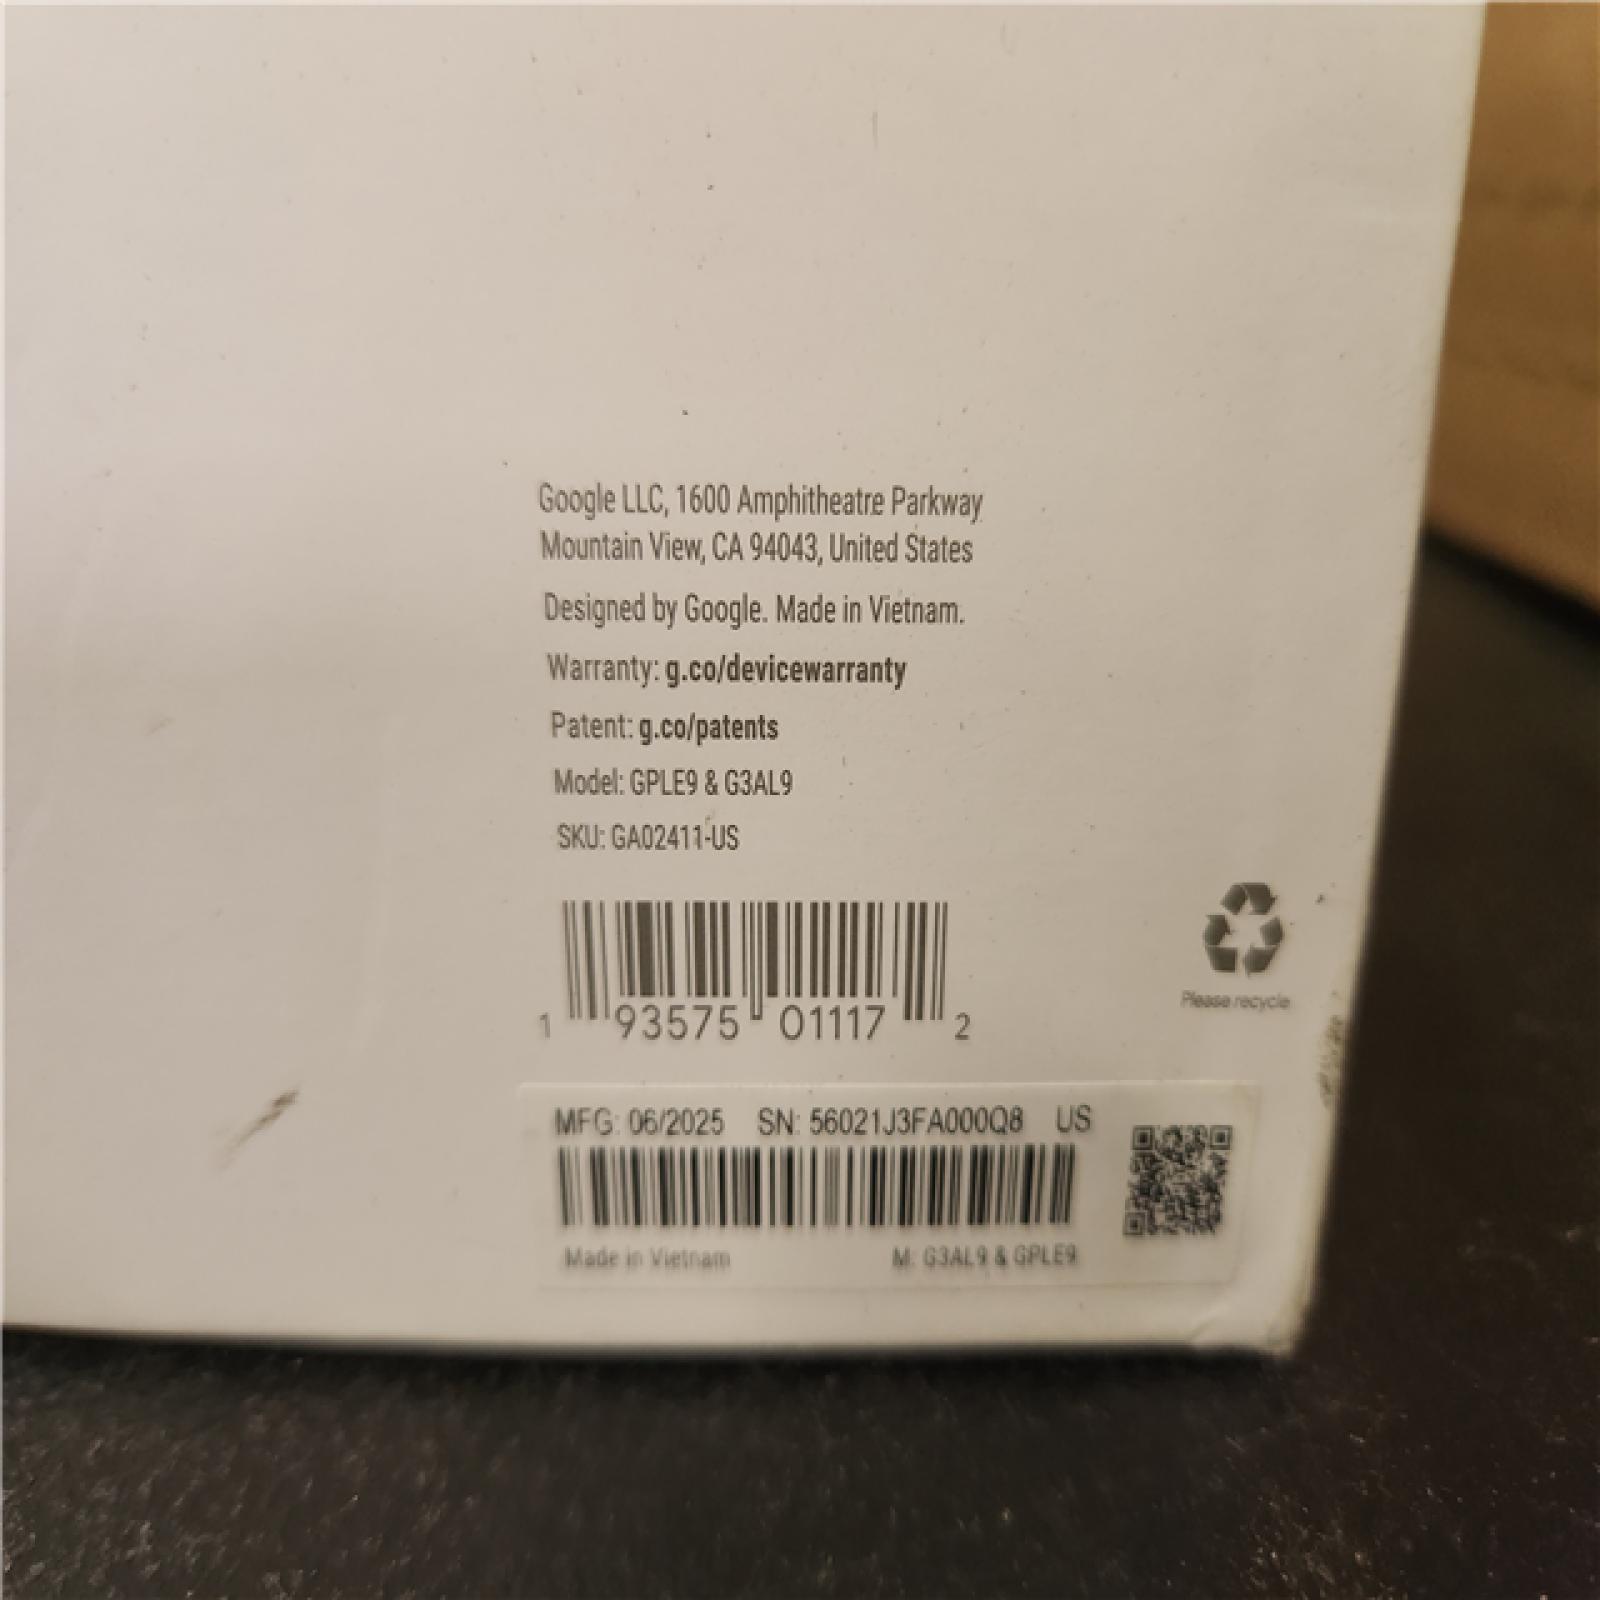 Google LLC, 1600 Amphitheatre Parkway
Mountain View, CA 94043, United States
Designed by Google. Made in Vietnam.
Warranty: g.co/devicewarranty
Patent: g.co/patents
Model: GPLE9 & G3AL9
SKU: GA02411-US
1 93575 01117 2
Please recycle
MFG: 06/2025 SN: 56021J3FA000Q8 US
Made in Vietnam M: G3AL9 & GPLE9